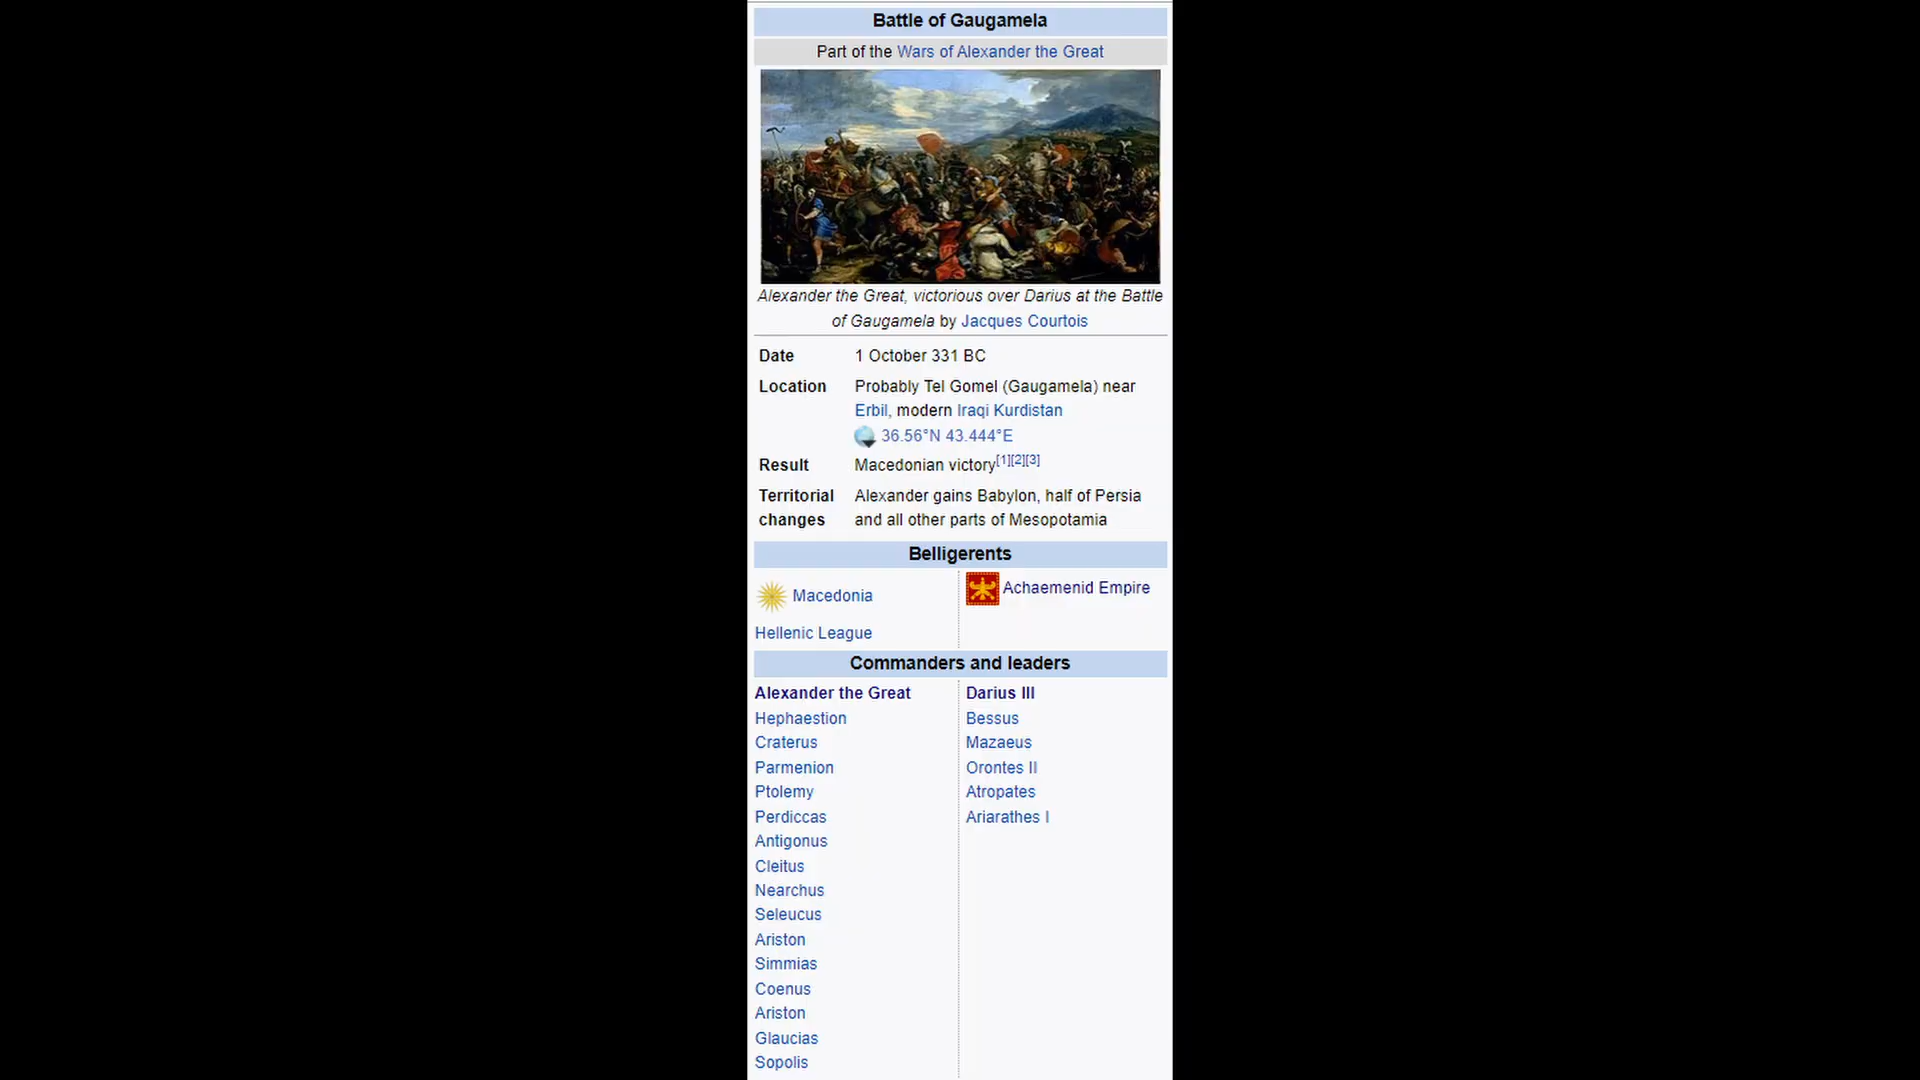 Battle of Gaugamela
Part of the Wars of Alexander the Great
Alexander the Great, victorious over Darius at the Battle
of Gaugamela by Jacques Courtois
Date 1 October 331 BC
Location Probably Tel Gomel (Gaugamela) near
Erbil, modern Iraqi Kurdistan
36.56°N 43.444°E
Result Macedonian victory[1][2][3]
Territorial Alexander gains Babylon, half of Persia
changes and all other parts of Mesopotamia
Belligerents
Macedonia
Hellenic League
Achaemenid Empire
Commanders and leaders
Alexander the Great
Hephaestion
Craterus
Parmenion
Ptolemy
Perdiccas
Antigonus
Cleitus
Nearchus
Seleucus
Ariston
Simmias
Coenus
Ariston
Glaucias
Sopolis
Darius III
Bessus
Mazaeus
Orontes II
Atropates
Ariarathes I